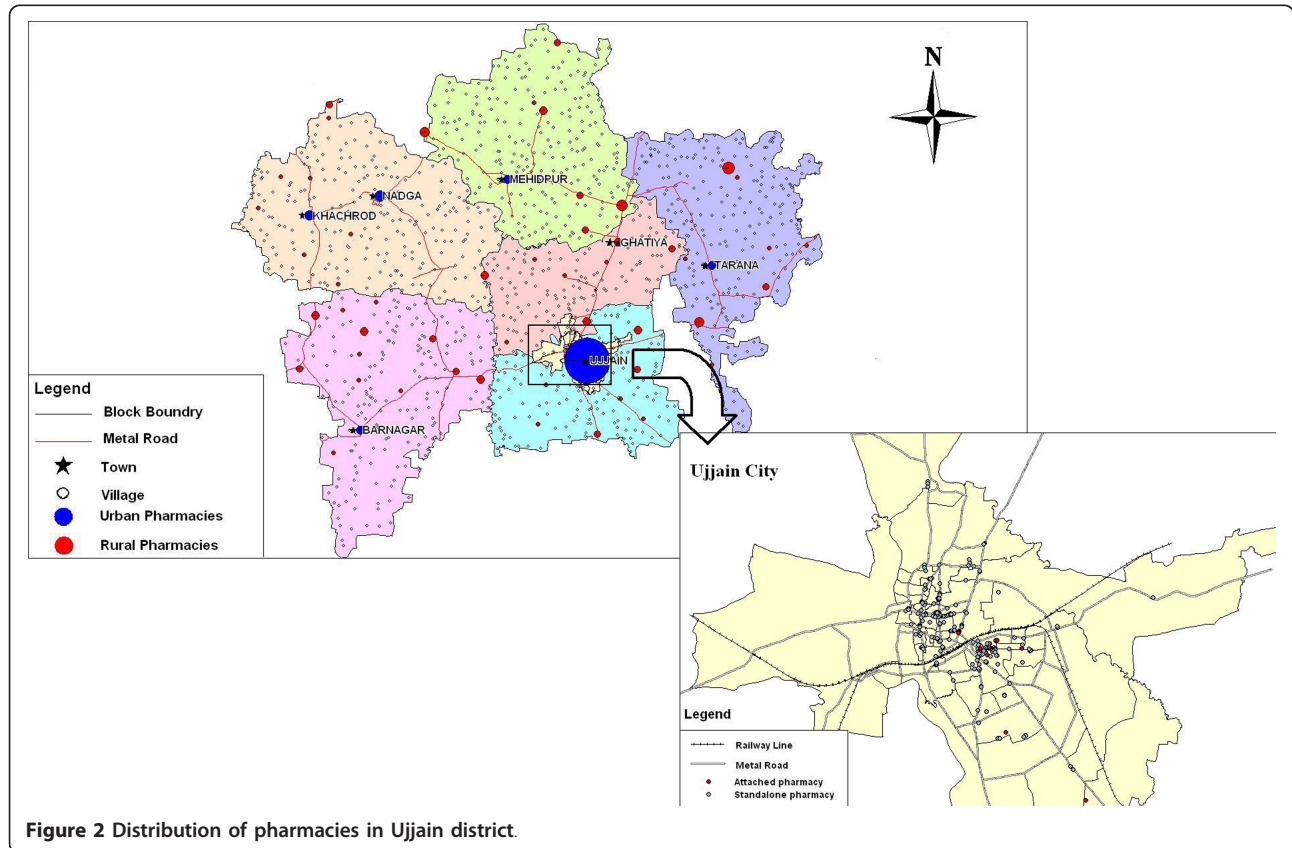 N
MEHIDPUR
NADGA
KHACHROD
GHATIYA
TARANA
UJJAIN
BARNAGAR
Legend
Block Boundry
Metal Road
Town
Village
Urban Pharmacies
Rural Pharmacies
Ujjain City
Legend
Railway Line
Metal Road
Attached pharmacy
Standalone pharmacy
Figure 2 Distribution of pharmacies in Ujjain district.